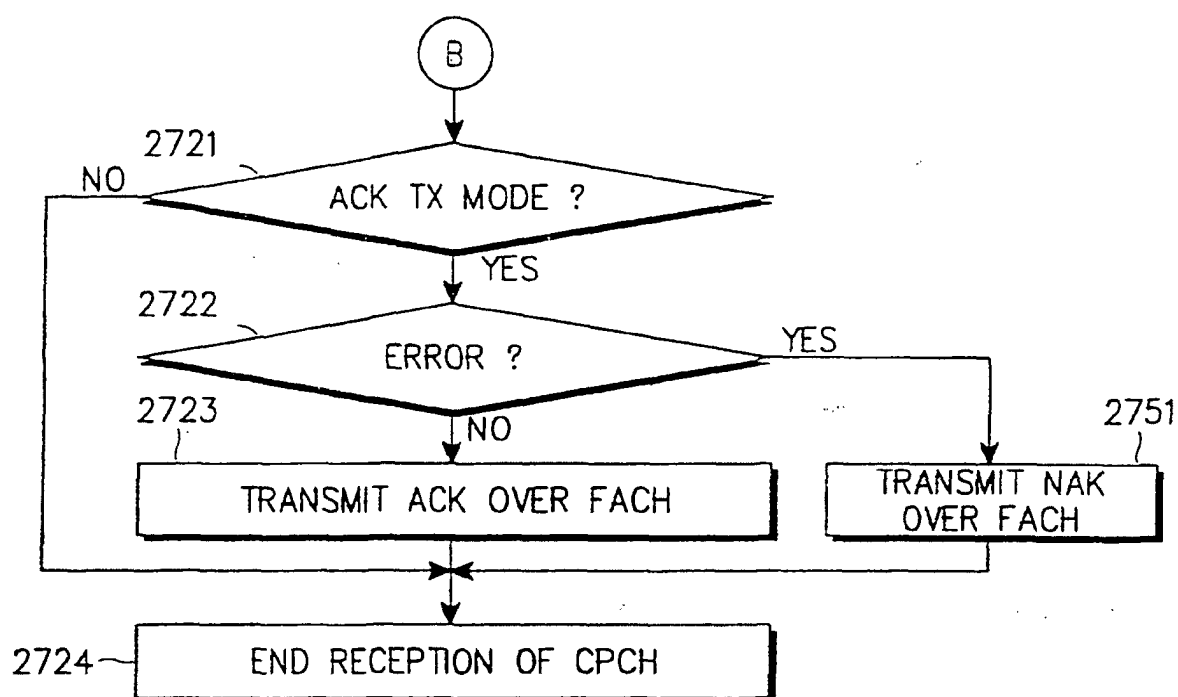 B
2721
NO
ACK TX MODE ?
YES
2722
ERROR ?
YES
2723
NO
2751
TRANSMIT ACK OVER FACH
TRANSMIT NAK
OVER FACH
2724
END RECEPTION OF CPCH